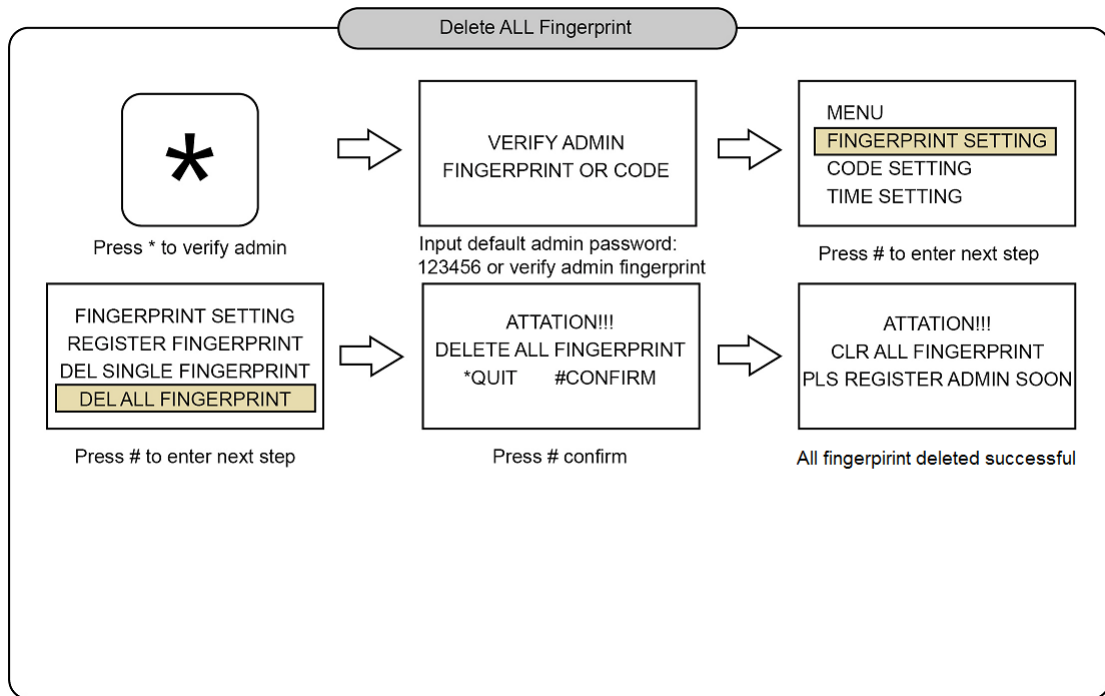 Delete ALL Fingerprint
*
Press * to verify admin
VERIFY ADMIN
FINGERPRINT OR CODE
Input default admin password:
123456 or verify admin fingerprint
MENU
FINGERPRINT SETTING
CODE SETTING
TIME SETTING
Press # to enter next step
FINGERPRINT SETTING
REGISTER FINGERPRINT
DEL SINGLE FINGERPRINT
DEL ALL FINGERPRINT
Press # to enter next step
ATTATION!!!
DELETE ALL FINGERPRINT
*QUIT #CONFIRM
Press # confirm
ATTATION!!!
CLR ALL FINGERPRINT
PLS REGISTER ADMIN SOON
All fingerpirint deleted successful